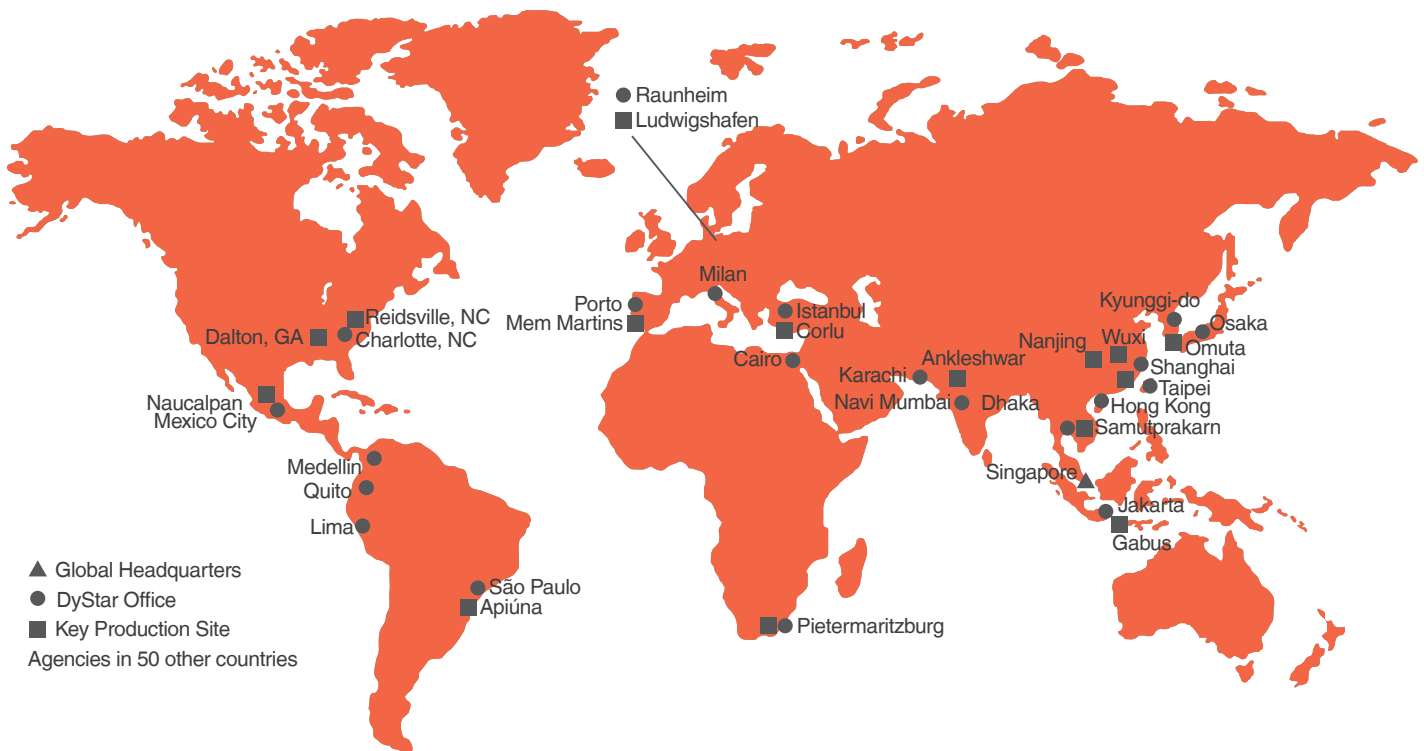 Raunheim
Ludwigshafen
Milan
Porto
Mem Martins
Istanbul
Corlu
Cairo
Reidsville, NC
Dalton, GA
Charlotte, NC
Naucalpan
Mexico City
Medellin
Quito
Lima
São Paulo
Apiúna
Pietermaritzburg
Karachi
Ankleshwar
Navi Mumbai
Dhaka
Kyunggi-do
Osaka
Omuta
Nanjing
Wuxi
Shanghai
Taipei
Hong Kong
Samutprakarn
Singapore
Jakarta
Gabus
Global Headquarters
DyStar Office
Key Production Site
Agencies in 50 other countries